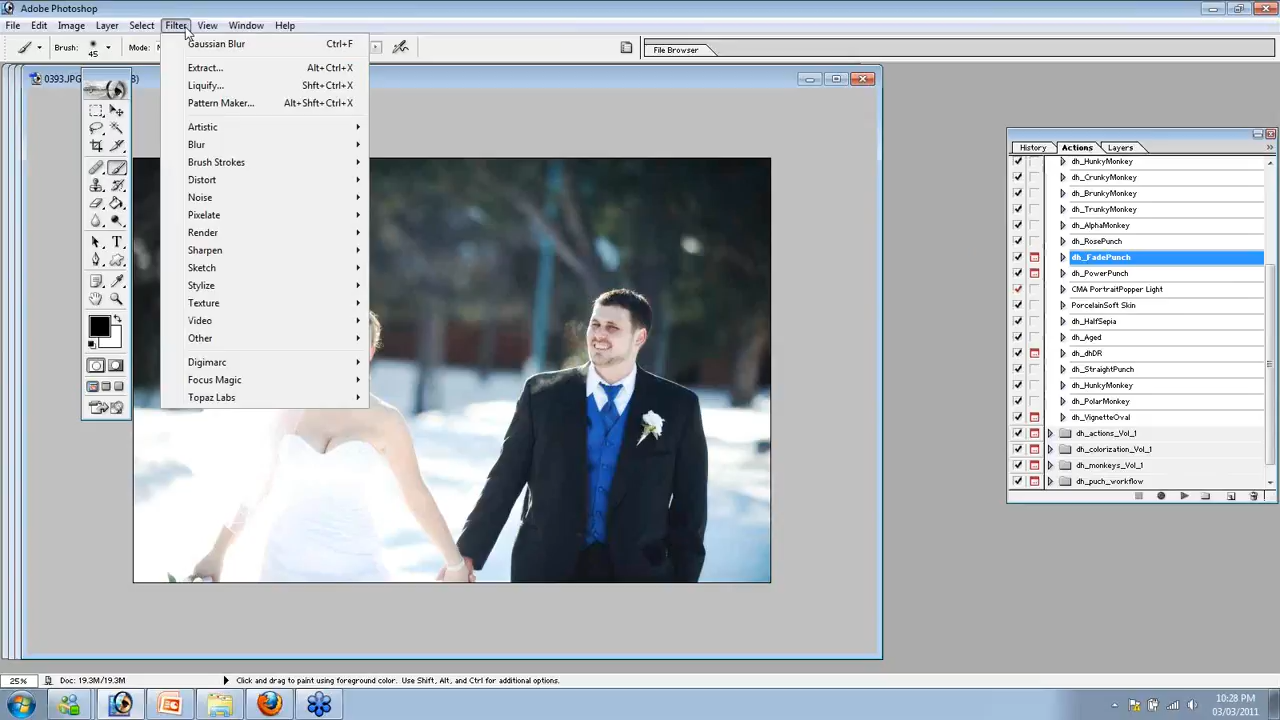 Adobe Photoshop
File Edit Image Layer Select Filter View Window Help
Brush: 45 Mode: File Browser
0393.JPG
Gaussian Blur Ctrl+F
Extract... Alt+Ctrl+X
Liquify... Shft+Ctrl+X
Pattern Maker... Alt+Shft+Ctrl+X
Artistic
Blur
Brush Strokes
Distort
Noise
Pixelate
Render
Sharpen
Sketch
Stylize
Texture
Video
Other
Digimarc
Focus Magic
Topaz Labs
History Actions Layers
dh_HunkyMonkey
dh_CrunkyMonkey
dh_BrunkyMonkey
dh_TrunkyMonkey
dh_AlphaMonkey
dh_RosePunch
dh_FadePunch
dh_PowerPunch
CMA PortraitPopper Light
PorcelainSoft Skin
dh_HalfSepia
dh_Aged
dh_dhDR
dh_StraightPunch
dh_HunkyMonkey
dh_PolarMonkey
dh_VignetteOval
dh_actions_Vol_1
dh_colorization_Vol_1
dh_monkeys_Vol_1
dh_puch_workflow
25% Doc: 19.3M/19.3M Click and drag to paint using foreground color. Use Shift, Alt, and Ctrl for additional options.
10:28 PM
03/03/2011